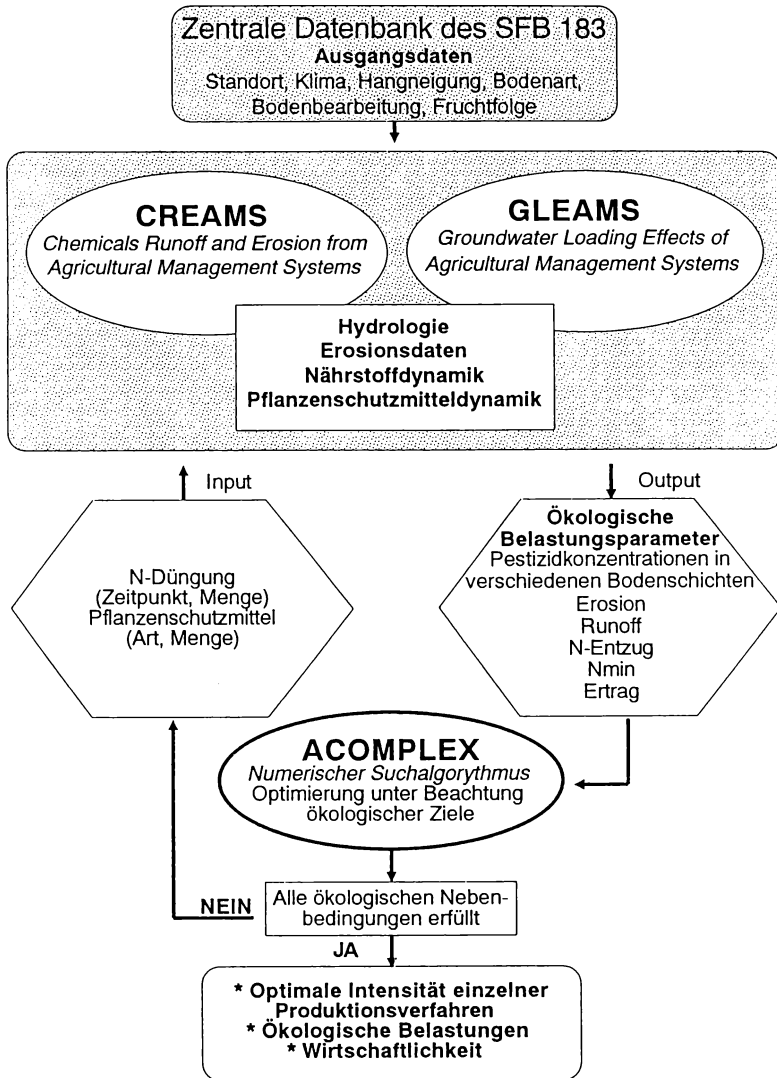 Zentrale Datenbank des SFB 183
Ausgangsdaten
Standort, Klima, Hangneigung, Bodenart,
Bodenbearbeitung, Fruchtfolge
CREAMS
Chemicals Runoff and Erosion from
Agricultural Management Systems
GLEAMS
Groundwater Loading Effects of
Agricultural Management Systems
Hydrologie
Erosionsdaten
Nährstoffdynamik
Pflanzenschutzmitteldynamik
Input
Output
N-Düngung
(Zeitpunkt, Menge)
Pflanzenschutzmittel
(Art, Menge)
Ökologische
Belastungsparameter
Pestizidkonzentrationen in
verschiedenen Bodenschichten
Erosion
Runoff
N-Entzug
Nmin
Ertrag
ACOMPLEX
Numerischer Suchalgorythmus
Optimierung unter Beachtung
ökologischer Ziele
NEIN
Alle ökologischen Neben-
bedingungen erfüllt
JA
* Optimale Intensität einzelner
Produktionsverfahren
* Ökologische Belastungen
* Wirtschaftlichkeit